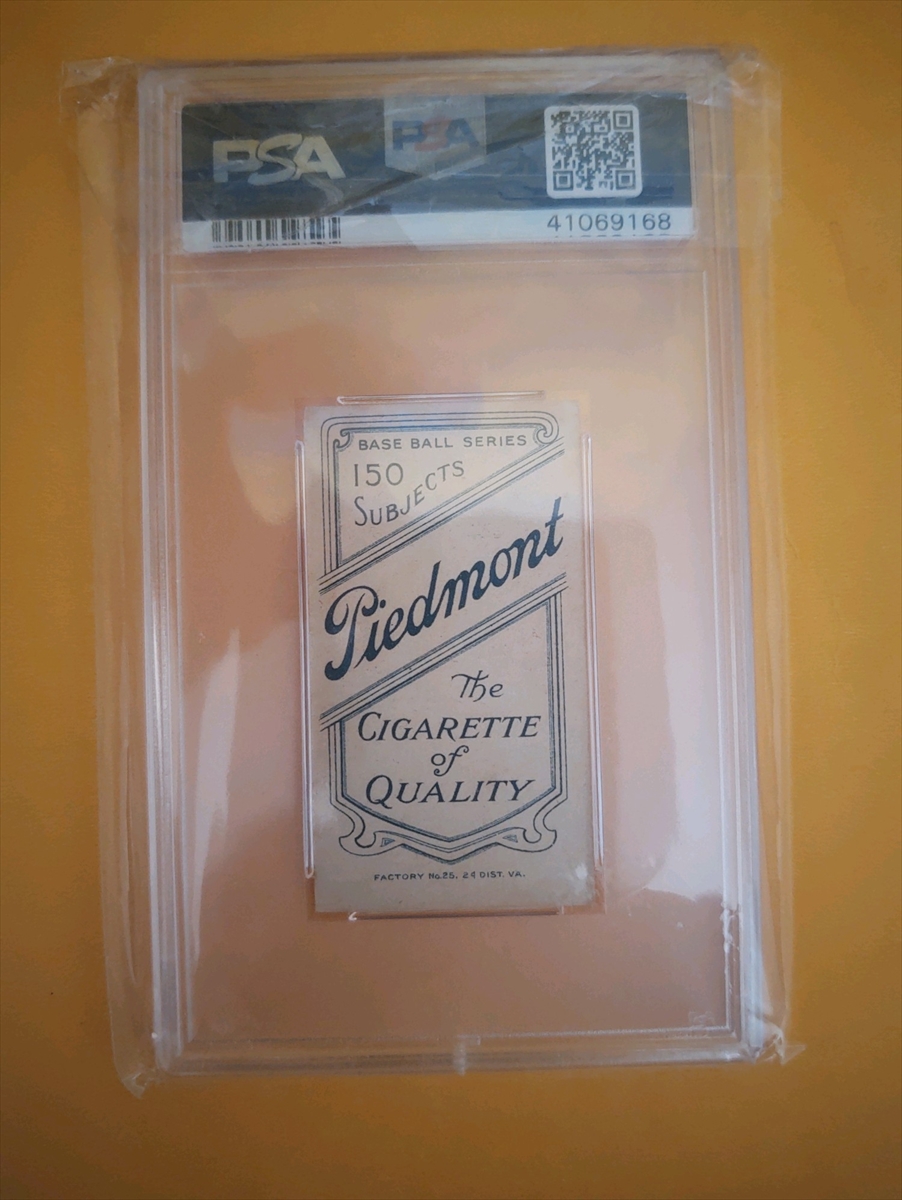 PSA
PSA
41069168
BASE BALL SERIES
150
SUBJECTS
Piedmont
The
CIGARETTE
of
QUALITY
FACTORY No.25, 2d DIST. VA.